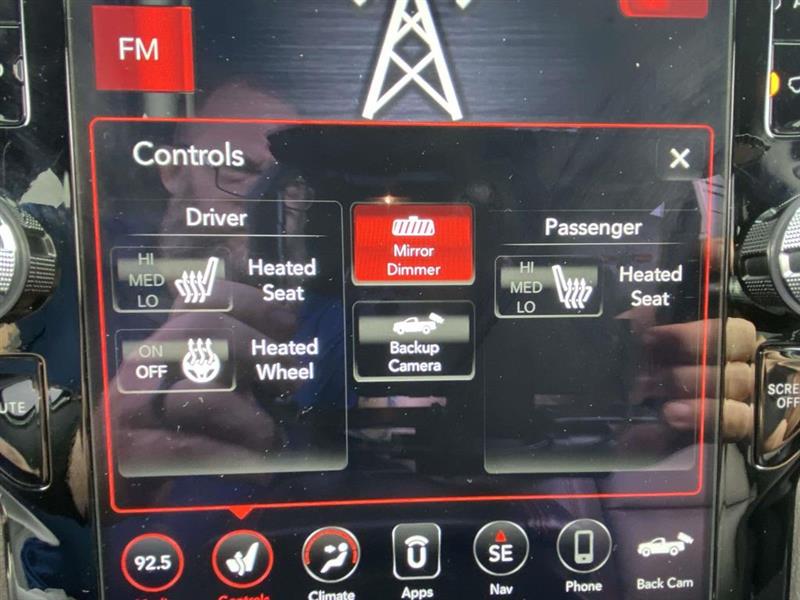 FM
Controls
Driver
HI
MED
LO
Heated
Seat
ON
OFF
Heated
Wheel
Mirror
Dimmer
Backup
Camera
Passenger
HI
MED
LO
Heated
Seat
92.5
Controls
Climate
Apps
SE
Nav
Phone
Back Cam
OFF